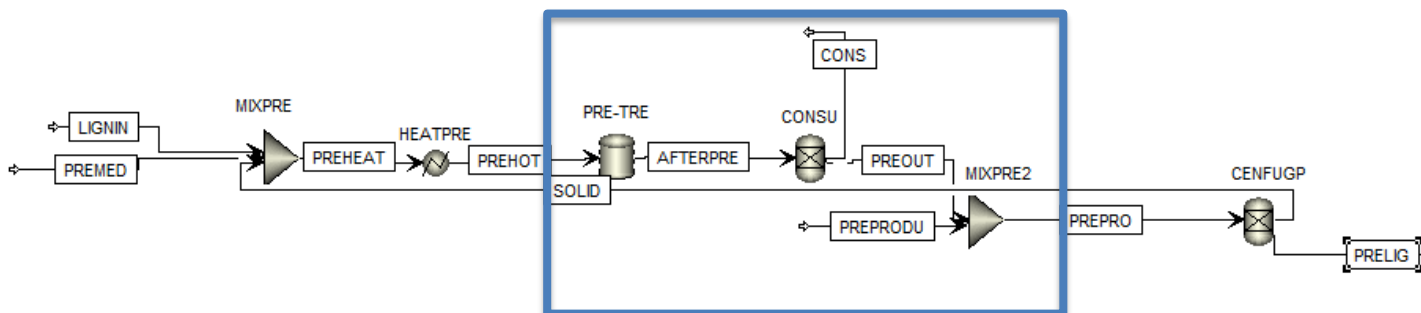 CONS
MIXPRE
PRE-TRE
CONSU
LIGNIN
HEATPRE
PREHEAT
PREHOT
AFTERPRE
PREOUT
PREMED
MIXPRE2
CENFUGP
SOLID
PREPRODU
PREPRO
PRELIG